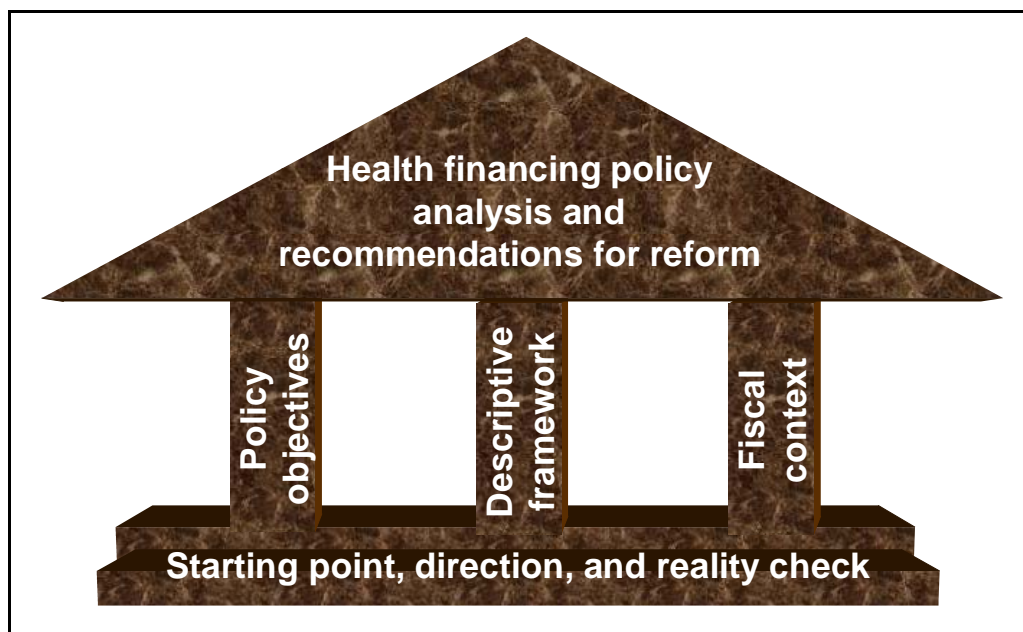 Health financing policy
analysis and
recommendations for reform
Policy
objectives
Descriptive
framework
Fiscal
context
Starting point, direction, and reality check